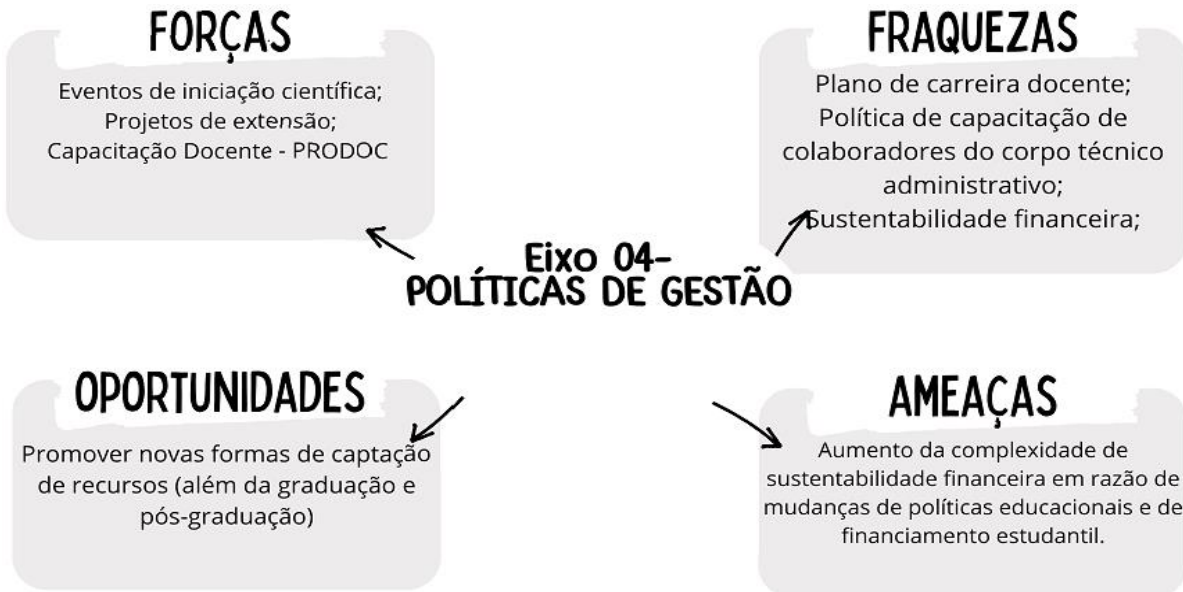 FORÇAS
Eventos de iniciação científica;
Projetos de extensão;
Capacitação Docente - PRODOC
FRAQUEZAS
Plano de carreira docente;
Política de capacitação de
colaboradores do corpo técnico
administrativo;
Sustentabilidade financeira;
Eixo 04-
POLÍTICAS DE GESTÃO
OPORTUNIDADES
Promover novas formas de captação
de recursos (além da graduação e
pós-graduação)
AMEAÇAS
Aumento da complexidade de
sustentabilidade financeira em razão de
mudanças de políticas educacionais e de
financiamento estudantil.